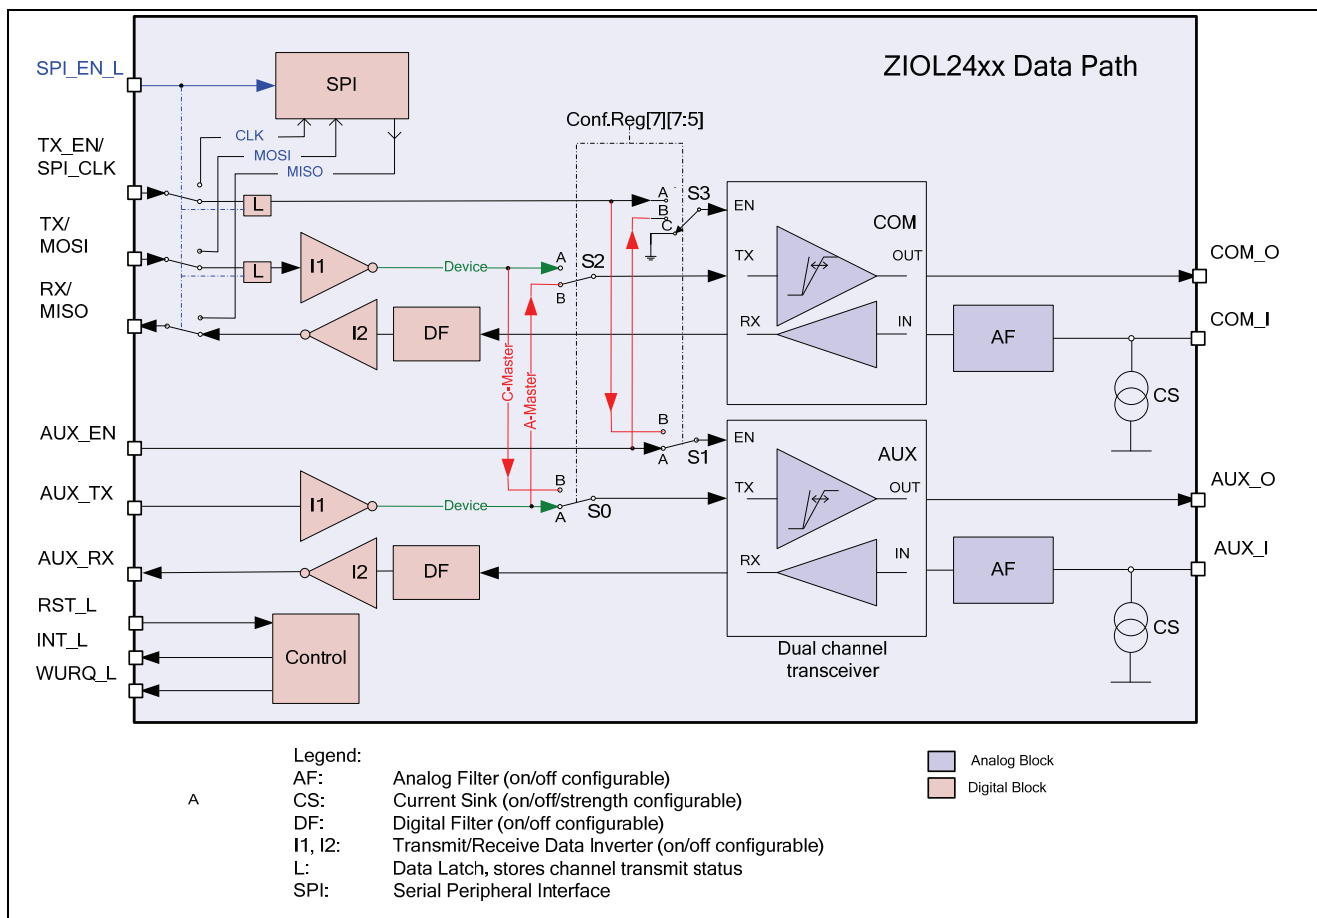 ZIOL24xx Data Path
SPI_EN_L
SPI
TX_EN/
SPI_CLK
CLK
MOSI
MISO
Conf.Reg[7][7:5]
L
A
B
C
S3
EN
COM
TX/
MOSI
L
I1
Device
A
B
S2
TX
OUT
COM_O
RX/
MISO
I2
DF
RX
IN
AF
COM_I
CS
C-Master
A-Master
AUX_EN
B
A
S1
EN
AUX
AUX_TX
I1
Device
B
A
S0
TX
OUT
AUX_O
AUX_RX
I2
DF
RX
IN
AF
AUX_I
CS
RST_L
INT_L
WURQ_L
Control
Dual channel
transceiver
Legend:
AF: Analog Filter (on/off configurable)
A
CS: Current Sink (on/off/strength configurable)
DF: Digital Filter (on/off configurable)
I1, I2: Transmit/Receive Data Inverter (on/off configurable)
L: Data Latch, stores channel transmit status
SPI: Serial Peripheral Interface
Analog Block
Digital Block